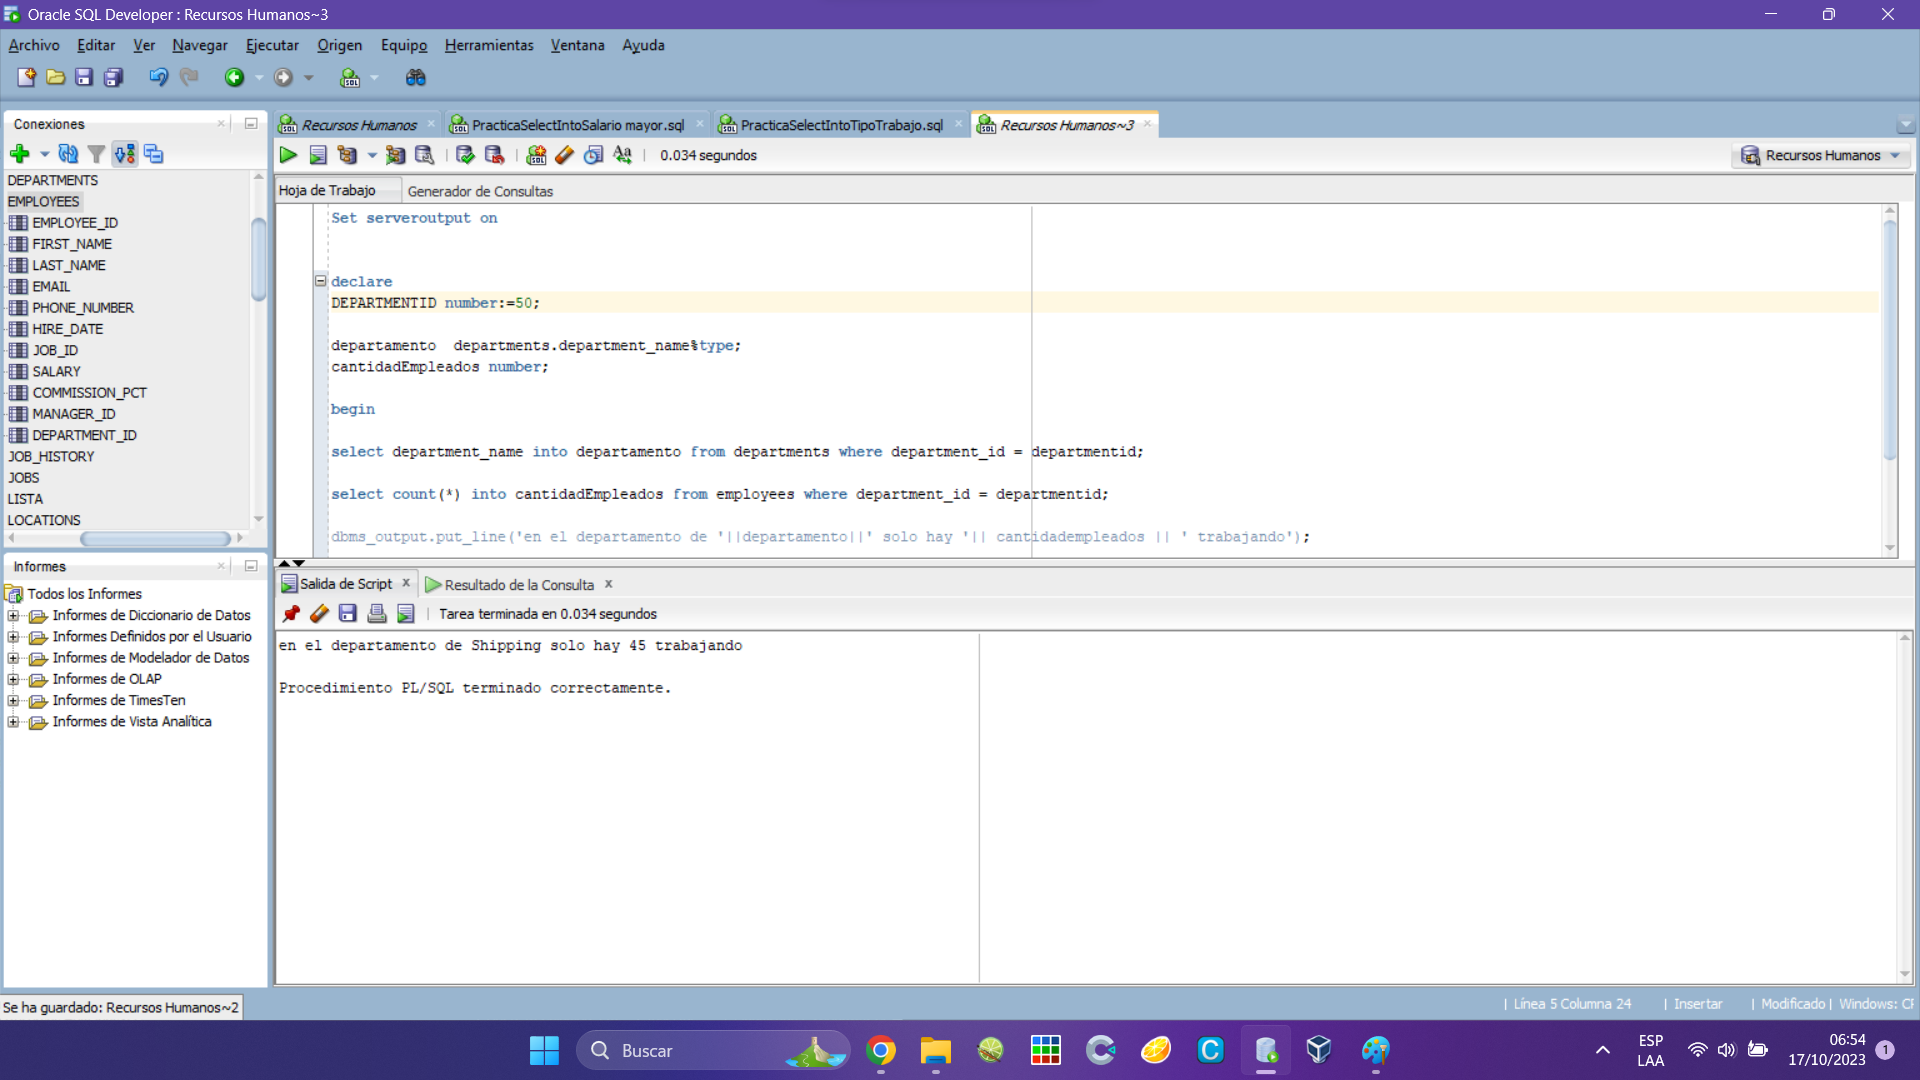 Oracle SQL Developer : Recursos Humanos~3
Archivo Editar Ver Navegar Ejecutar Origen Equipo Herramientas Ventana Ayuda
Conexiones
Recursos Humanos
PracticaSelectIntoSalario mayor.sql
PracticaSelectIntoTipoTrabajo.sql
Recursos Humanos~3
0.034 segundos
Recursos Humanos
Hoja de Trabajo
Generador de Consultas
DEPARTMENTS
EMPLOYEES
EMPLOYEE_ID
FIRST_NAME
LAST_NAME
EMAIL
PHONE_NUMBER
HIRE_DATE
JOB_ID
SALARY
COMMISSION_PCT
MANAGER_ID
DEPARTMENT_ID
JOB_HISTORY
JOBS
LISTA
LOCATIONS
Set serveroutput on
declare
DEPARTMENTID number:=50;
departamento  departments.department_name%type;
cantidadEmpleados number;
begin
select department_name into departamento from departments where department_id = departmentid;
select count(*) into cantidadEmpleados from employees where department_id = departmentid;
dbms_output.put_line('en el departamento de '||departamento||' solo hay '|| cantidadempleados || ' trabajando');
Informes
Todos los Informes
Informes de Diccionario de Datos
Informes Definidos por el Usuario
Informes de Modelador de Datos
Informes de OLAP
Informes de TimesTen
Informes de Vista Analítica
Salida de Script
Resultado de la Consulta
Tarea terminada en 0.034 segundos
en el departamento de Shipping solo hay 45 trabajando
Procedimiento PL/SQL terminado correctamente.
Se ha guardado: Recursos Humanos~2
| Línea 5 Columna 24 | Insertar | Modificado | Windows:
Buscar
ESP
LAA
06:54
17/10/2023
1